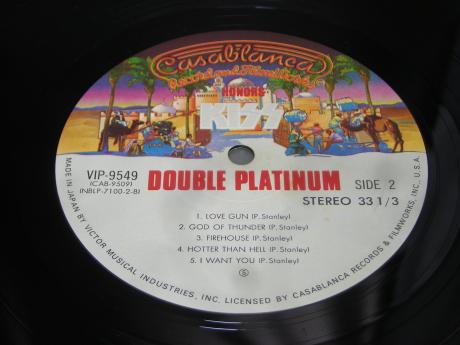 Casablanca
Record and FilmWorks
HONORS
KISS
VIP-9549
(CAB-9509)
(NBLP-7100-2-B)
DOUBLE PLATINUM
SIDE 2
STEREO 33 1/3
1. LOVE GUN (P. Stanley)
2. GOD OF THUNDER (P. Stanley)
3. FIREHOUSE (P. Stanley)
4. HOTTER THAN HELL (P. Stanley)
5. I WANT YOU (P. Stanley)
S
MADE IN JAPAN BY VICTOR MUSICAL INDUSTRIES, INC. LICENSED BY CASABLANCA RECORDS & FILMWORKS, INC., U.S.A.